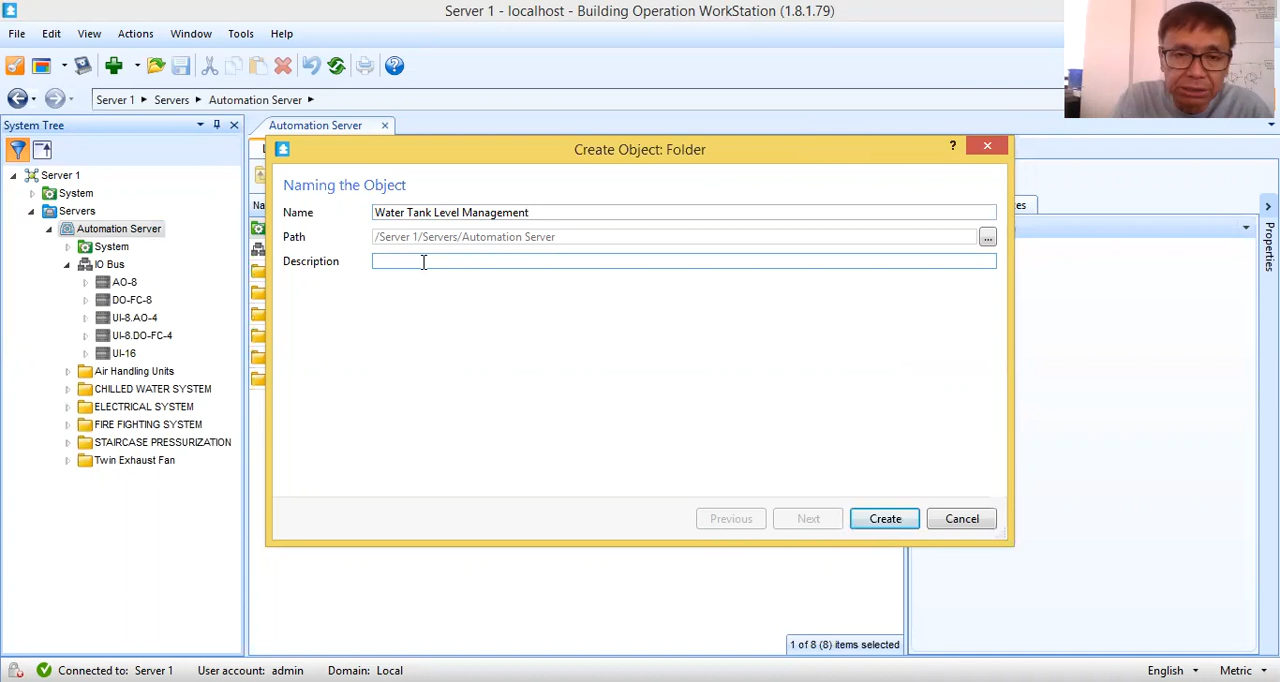 Server 1 - localhost - Building Operation WorkStation (1.8.1.79)
File Edit View Actions Window Tools Help
Server 1 Servers Automation Server
System Tree
Automation Server
Server 1
System
Servers
Automation Server
System
IO Bus
AO-8
DO-FC-8
UI-8.AO-4
UI-8.DO-FC-4
UI-16
Air Handling Units
CHILLED WATER SYSTEM
ELECTRICAL SYSTEM
FIRE FIGHTING SYSTEM
STAIRCASE PRESSURIZATION
Twin Exhaust Fan
Create Object: Folder
?
Naming the Object
Name Water Tank Level Management
Path /Server 1/Servers/Automation Server ...
Description
Previous Next Create Cancel
Properties
1 of 8 (8) items selected
Connected to: Server 1 User account: admin Domain: Local English Metric